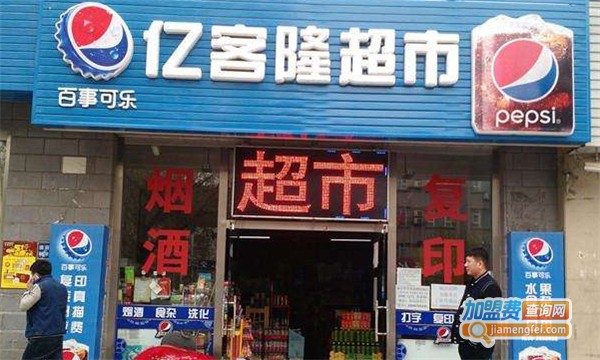 亿客隆超市
百事可乐
pepsi
超市
烟酒
复印
百事可乐
复印
百事可乐
水果
烟酒 食杂 洗化
打字 复印
加盟费查询网
jiamengfei.com